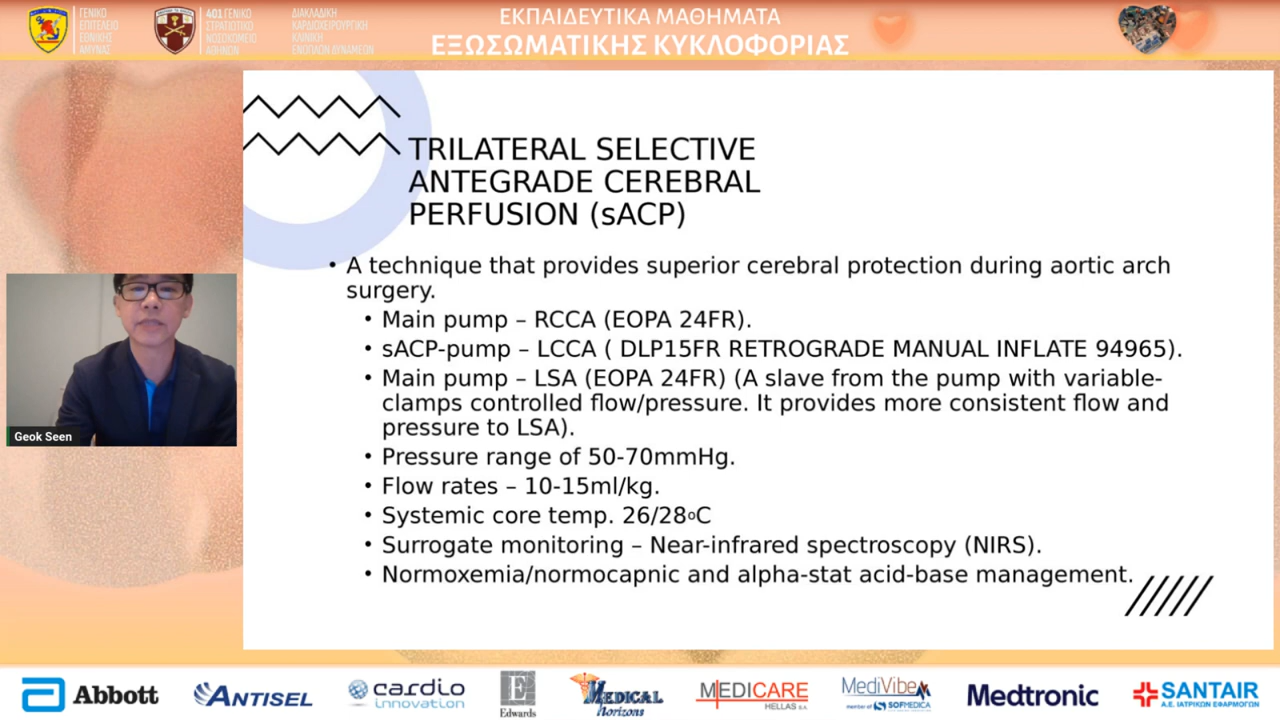 ΓΕΝΙΚΟ
ΕΠΙΤΕΛΕΙΟ
ΕΘΝΙΚΗΣ
ΑΜΥΝΑΣ
401 ΓΕΝΙΚΟ
ΣΤΡΑΤΙΩΤΙΚΟ
ΝΟΣΟΚΟΜΕΙΟ
ΑΘΗΝΩΝ
ΔΙΑΚΛΑΔΙΚΗ
ΚΑΡΔΙΟΧΕΙΡΟΥΡΓΙΚΗ
ΚΛΙΝΙΚΗ
ΕΝΟΠΛΩΝ ΔΥΝΑΜΕΩΝ
ΕΚΠΑΙΔΕΥΤΙΚΑ ΜΑΘΗΜΑΤΑ
ΕΞΩΣΩΜΑΤΙΚΗΣ ΚΥΚΛΟΦΟΡΙΑΣ
TRILATERAL SELECTIVE
ANTEGRADE CEREBRAL
PERFUSION (sACP)
• A technique that provides superior cerebral protection during aortic arch
surgery.
• Main pump – RCCA (EOPA 24FR).
• sACP-pump – LCCA ( DLP15FR RETROGRADE MANUAL INFLATE 94965).
• Main pump – LSA (EOPA 24FR) (A slave from the pump with variable-
clamps controlled flow/pressure. It provides more consistent flow and
pressure to LSA).
• Pressure range of 50-70mmHg.
• Flow rates – 10-15ml/kg.
• Systemic core temp. 26/28oC
• Surrogate monitoring – Near-infrared spectroscopy (NIRS).
• Normoxemia/normocapnic and alpha-stat acid-base management.
Geok Seen
Abbott
ANTISEL
cardio
innovation
E
Edwards
MEDICAL
Horizons
MEDICARE
HELLAS S.A.
MediVibem
member of SOFMEDICA
Medtronic
SANTAIR
Α.Ε. ΙΑΤΡΙΚΩΝ ΕΦΑΡΜΟΓΩΝ